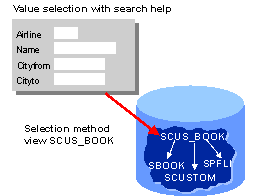 Value selection with search help
Airline
Name
Cityfrom
Cityto
Selection method
view SCUS_BOOK
SCUS_BOOK
SBOOK
SPFLI
SCUSTOM